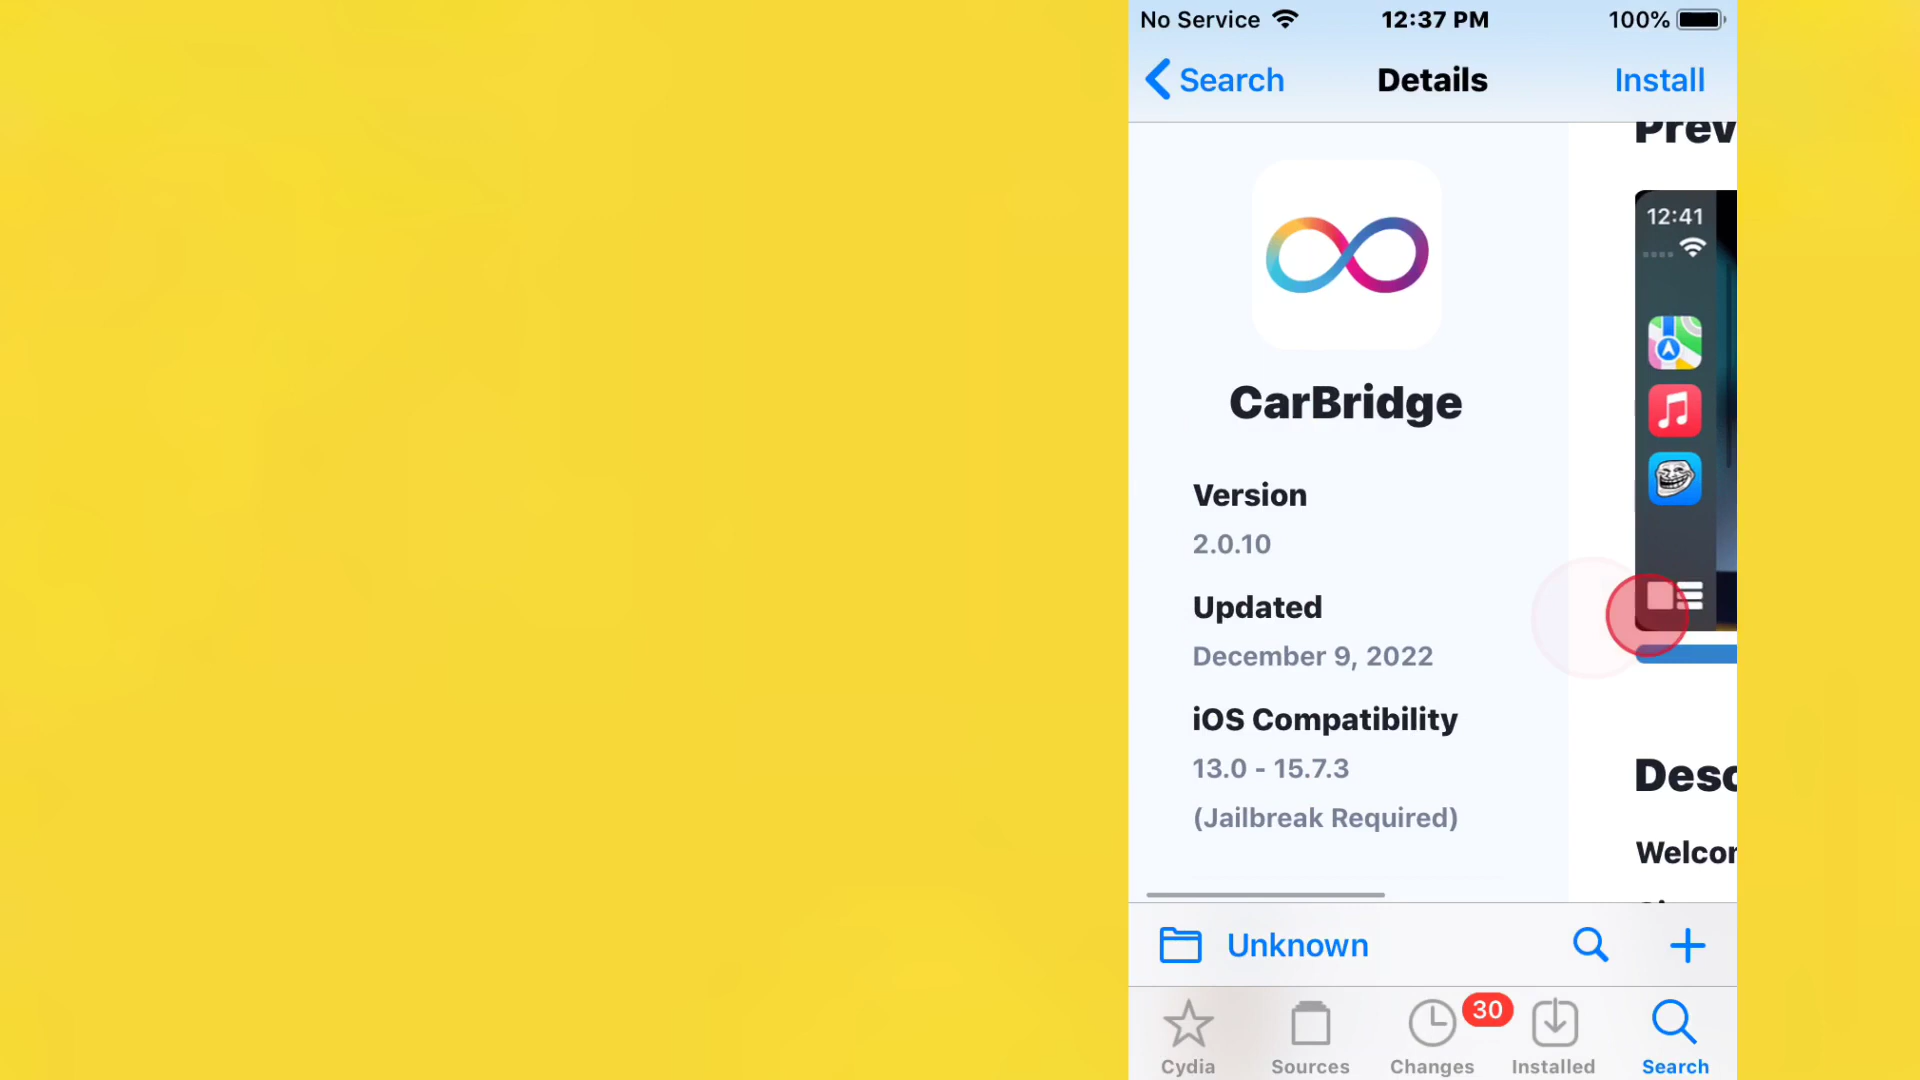 No Service 12:37 PM 100%
Search Details Install
Prev
12:41
CarBridge
Version
2.0.10
Updated
December 9, 2022
iOS Compatibility
13.0 - 15.7.3
(Jailbreak Required)
Desc
Welcom
Unknown
30
Cydia Sources Changes Installed Search